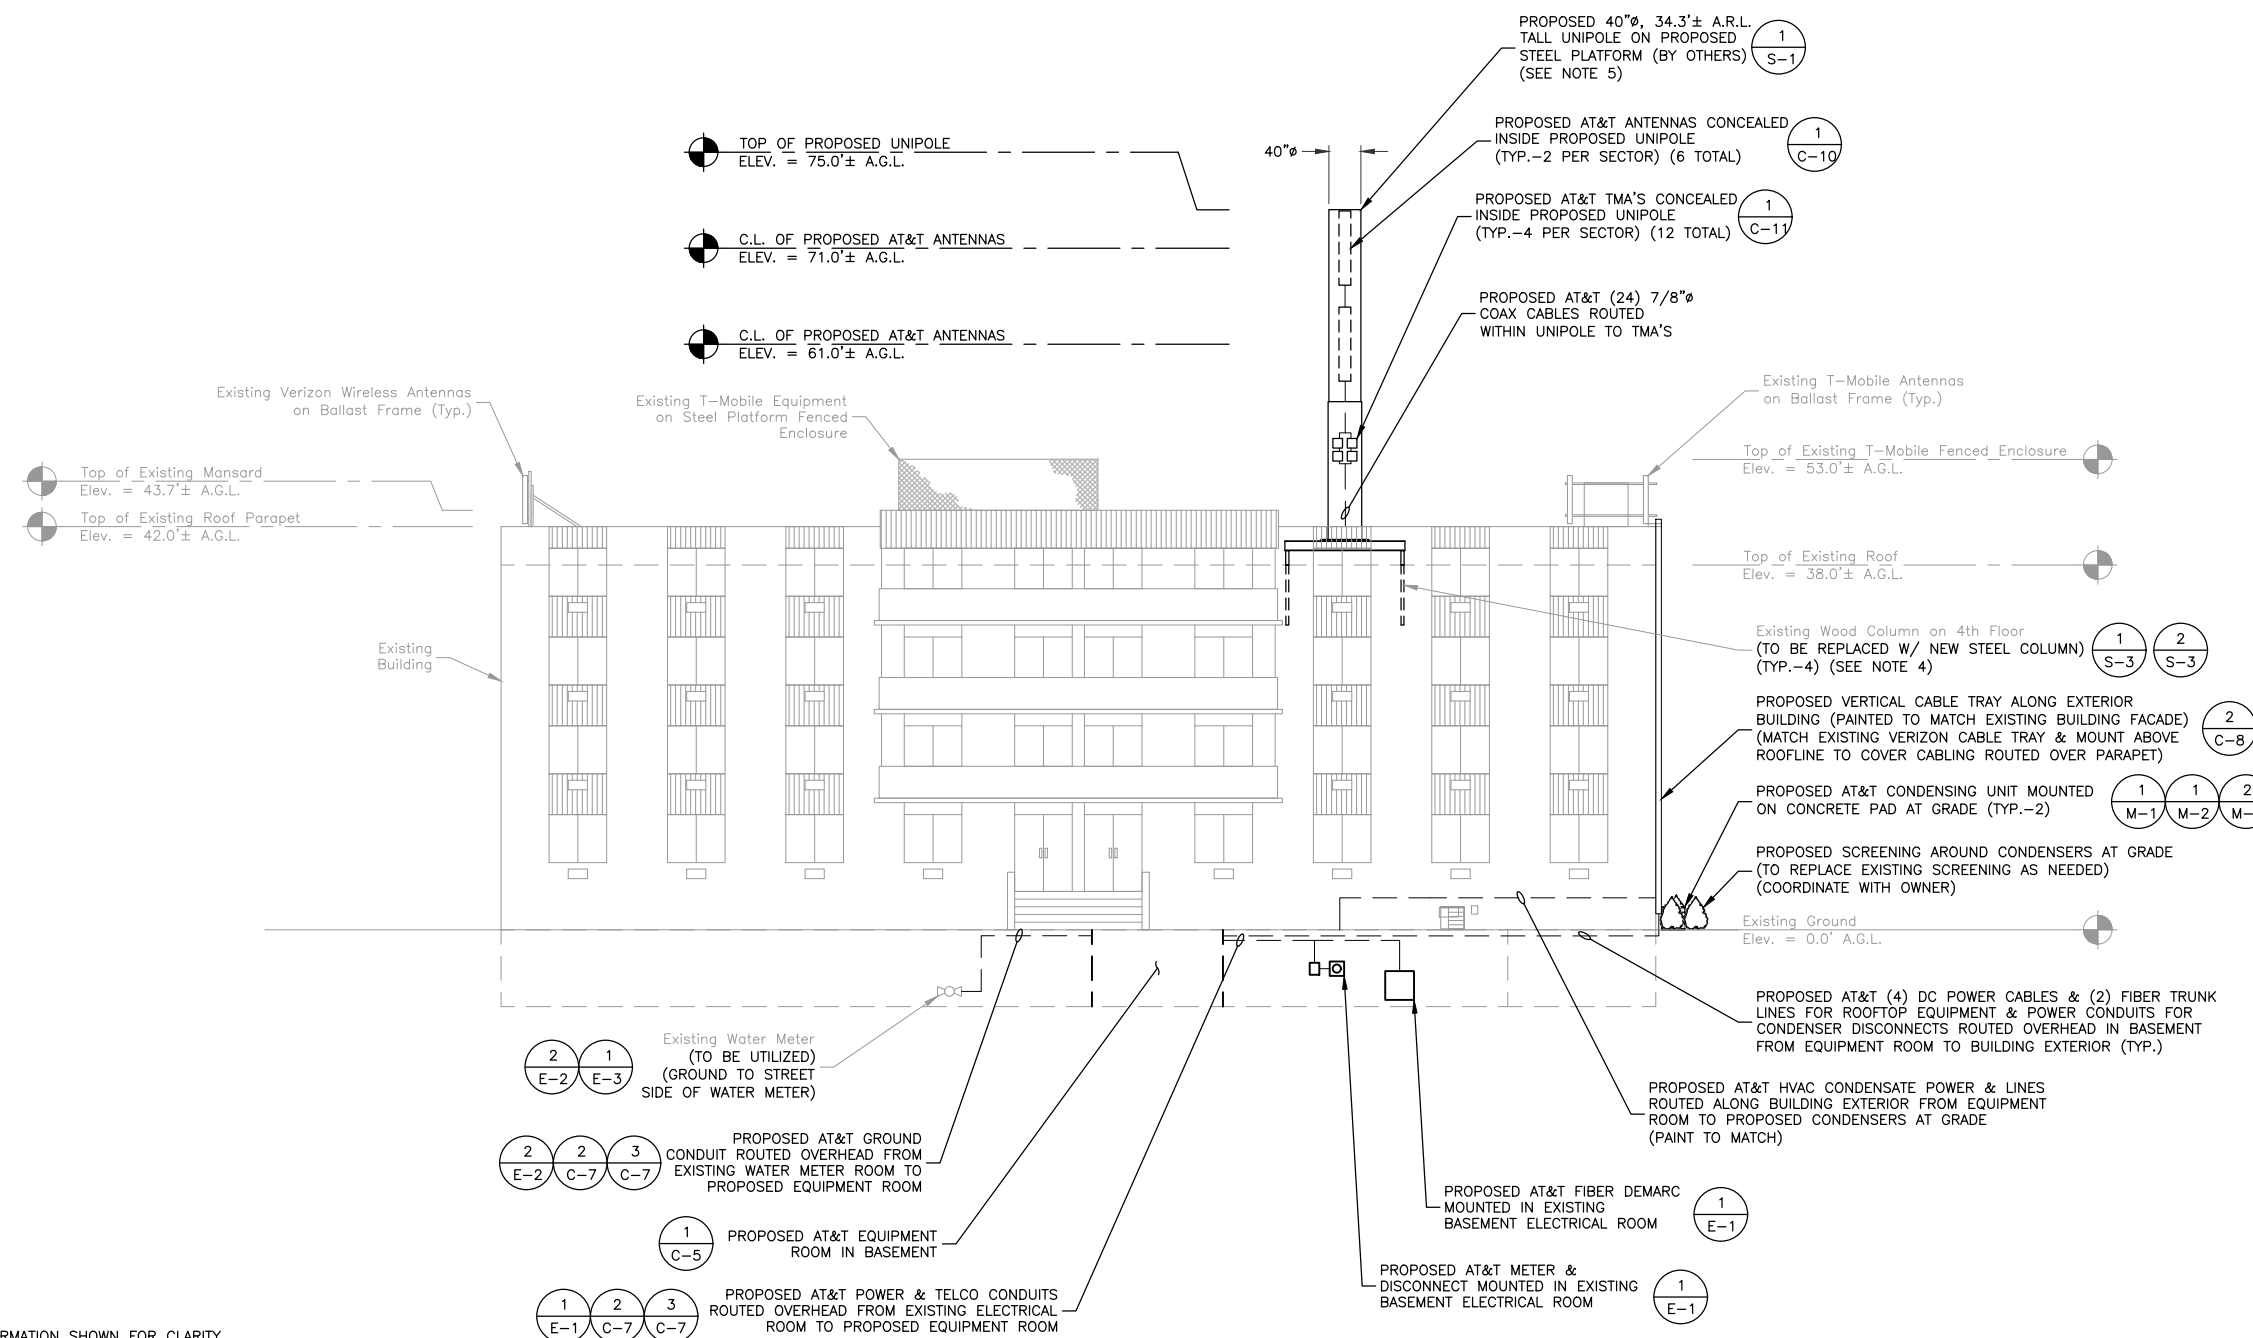 PROPOSED 40"ø, 34.3'± A.R.L.
TALL UNIPOLE ON PROPOSED
STEEL PLATFORM (BY OTHERS)
(SEE NOTE 5)
1
S-1
PROPOSED AT&T ANTENNAS CONCEALED
INSIDE PROPOSED UNIPOLE
(TYP.-2 PER SECTOR) (6 TOTAL)
1
C-10
TOP OF PROPOSED UNIPOLE
ELEV. = 75.0'± A.G.L.
40"ø
PROPOSED AT&T TMA'S CONCEALED
INSIDE PROPOSED UNIPOLE
(TYP.-4 PER SECTOR) (12 TOTAL)
1
C-11
C.L. OF PROPOSED AT&T ANTENNAS
ELEV. = 71.0'± A.G.L.
PROPOSED AT&T (24) 7/8"ø
COAX CABLES ROUTED
WITHIN UNIPOLE TO TMA'S
C.L. OF PROPOSED AT&T ANTENNAS
ELEV. = 61.0'± A.G.L.
Existing Verizon Wireless Antennas
on Ballast Frame (Typ.)
Existing T-Mobile Equipment
on Steel Platform Fenced
Enclosure
Existing T-Mobile Antennas
on Ballast Frame (Typ.)
Top of Existing Mansard
Elev. = 43.7'± A.G.L.
Top of Existing T-Mobile Fenced Enclosure
Elev. = 53.0'± A.G.L.
Top of Existing Roof Parapet
Elev. = 42.0'± A.G.L.
Top of Existing Roof
Elev. = 38.0'± A.G.L.
Existing
Building
Existing Wood Column on 4th Floor
(TO BE REPLACED W/ NEW STEEL COLUMN)
(TYP.-4) (SEE NOTE 4)
1
S-3
2
S-3
PROPOSED VERTICAL CABLE TRAY ALONG EXTERIOR
BUILDING (PAINTED TO MATCH EXISTING BUILDING FACADE)
(MATCH EXISTING VERIZON CABLE TRAY & MOUNT ABOVE
ROOFLINE TO COVER CABLING ROUTED OVER PARAPET)
2
C-8
PROPOSED AT&T CONDENSING UNIT MOUNTED
ON CONCRETE PAD AT GRADE (TYP.-2)
1
M-1
1
M-2
2
M-
PROPOSED SCREENING AROUND CONDENSERS AT GRADE
(TO REPLACE EXISTING SCREENING AS NEEDED)
(COORDINATE WITH OWNER)
Existing Ground
Elev. = 0.0' A.G.L.
PROPOSED AT&T (4) DC POWER CABLES & (2) FIBER TRUNK
LINES FOR ROOFTOP EQUIPMENT & POWER CONDUITS FOR
CONDENSER DISCONNECTS ROUTED OVERHEAD IN BASEMENT
FROM EQUIPMENT ROOM TO BUILDING EXTERIOR (TYP.)
2
E-2
1
E-3
Existing Water Meter
(TO BE UTILIZED)
(GROUND TO STREET
SIDE OF WATER METER)
PROPOSED AT&T HVAC CONDENSATE POWER & LINES
ROUTED ALONG BUILDING EXTERIOR FROM EQUIPMENT
ROOM TO PROPOSED CONDENSERS AT GRADE
(PAINT TO MATCH)
2
E-2
2
C-7
3
C-7
PROPOSED AT&T GROUND
CONDUIT ROUTED OVERHEAD FROM
EXISTING WATER METER ROOM TO
PROPOSED EQUIPMENT ROOM
PROPOSED AT&T FIBER DEMARC
MOUNTED IN EXISTING
BASEMENT ELECTRICAL ROOM
1
E-1
1
C-5
PROPOSED AT&T EQUIPMENT
ROOM IN BASEMENT
PROPOSED AT&T METER &
DISCONNECT MOUNTED IN EXISTING
BASEMENT ELECTRICAL ROOM
1
E-1
1
E-1
2
C-7
3
C-7
PROPOSED AT&T POWER & TELCO CONDUITS
ROUTED OVERHEAD FROM EXISTING ELECTRICAL
ROOM TO PROPOSED EQUIPMENT ROOM
RMATION SHOWN FOR CLARITY